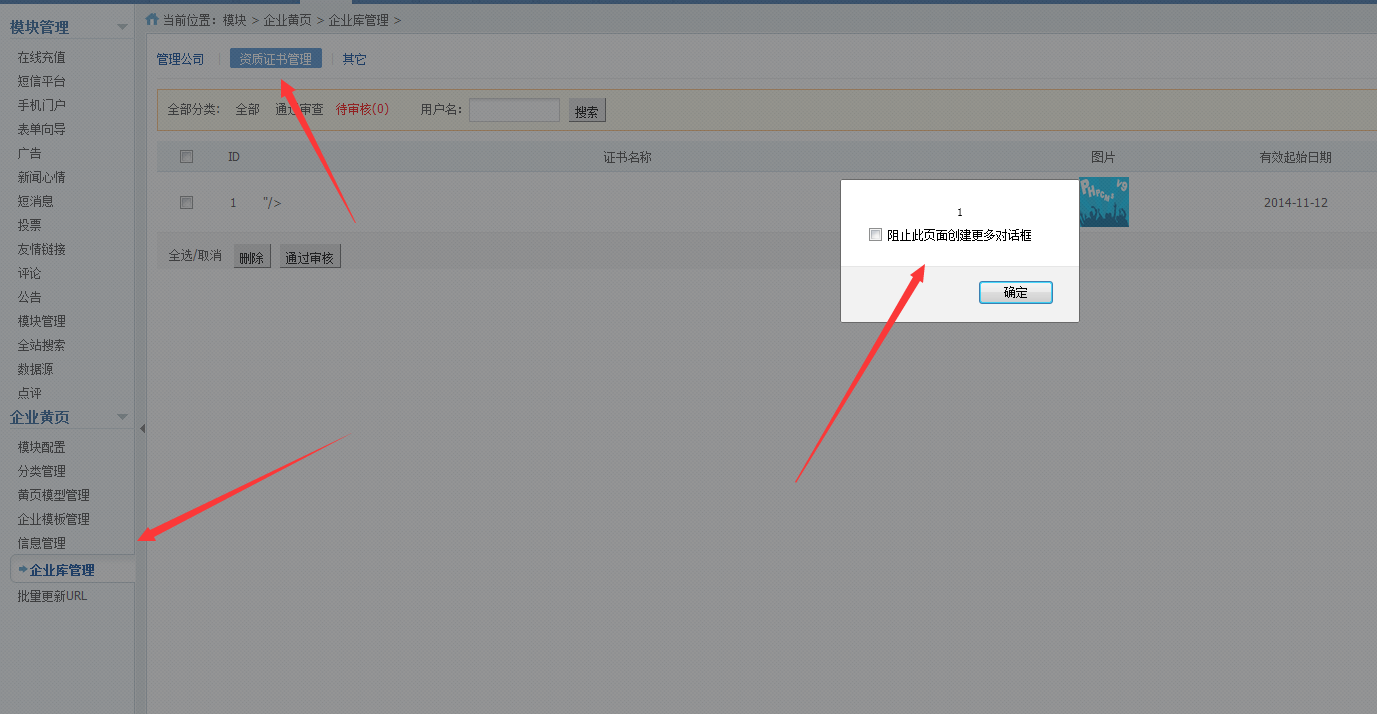 模块管理
在线充值
短信平台
手机门户
表单向导
广告
新闻心情
短消息
投票
友情链接
评论
公告
模块管理
全站搜索
数据源
点评
企业黄页
模块配置
分类管理
黄页模型管理
企业模板管理
信息管理
企业库管理
批量更新URL
当前位置：模块 > 企业黄页 > 企业库管理 >
管理公司 资质证书管理 其它
全部分类： 全部 通过审查 待审核(0) 用户名： 搜索
ID 证书名称 图片 有效起始日期
1 "/> PHPCMS V9 2014-11-12
全选/取消 删除 通过审核
1
阻止此页面创建更多对话框
确定